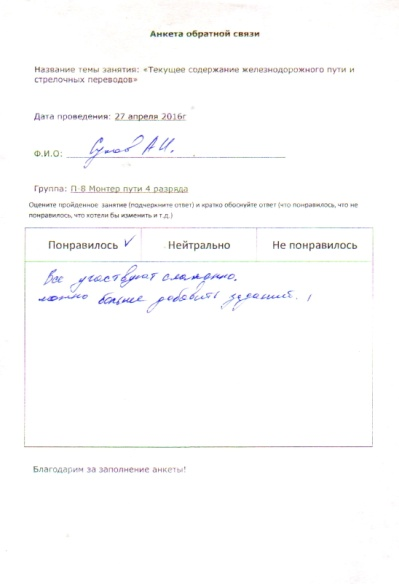 Анкета обратной связи
Название темы занятия: «Текущее содержание железнодорожного пути и
стрелочных переводов»
Дата проведения: 27 апреля 2016г
Ф.И.О: А.И.
Группа: П-8 Монтер пути 4 разряда
Оцените пройденное занятие (подчеркните ответ) и кратко обоснуйте ответ (что понравилось, что не
понравилось, что хотели бы изменить и т.д.)
Понравилось ✓ Нейтрально Не понравилось
Все участвуют слаженно.
можно больше добавить заданий.
Благодарим за заполнение анкеты!